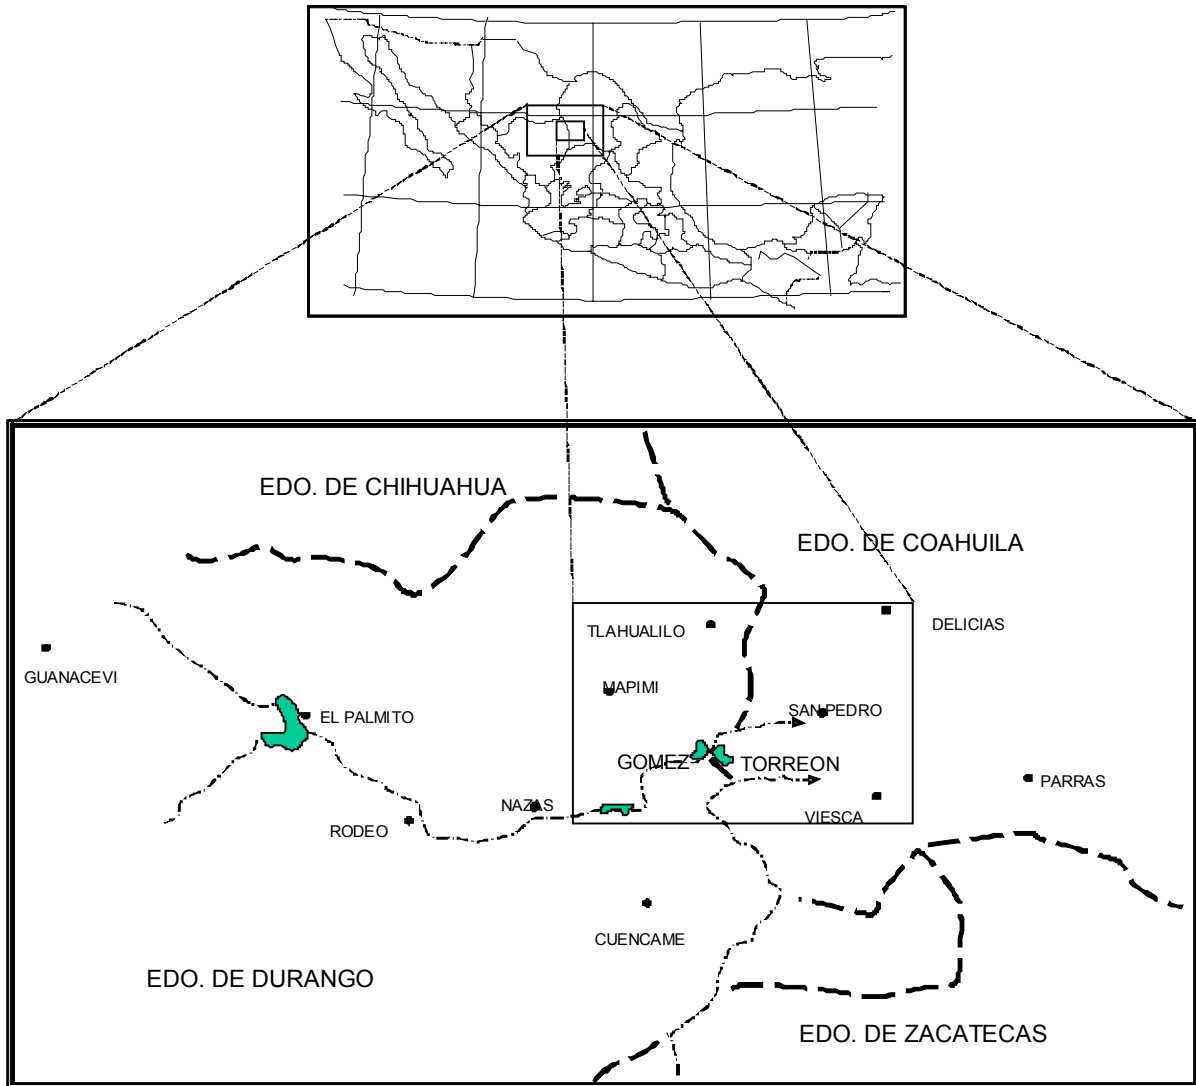 EDO. DE CHIHUAHUA
EDO. DE COAHUILA
TLAHUALILO
DELICIAS
GUANACEVI
MAPIMI
EL PALMITO
SAN PEDRO
GOMEZ
TORREON
PARRAS
NAZAS
RODEO
VIESCA
CUENCAME
EDO. DE DURANGO
EDO. DE ZACATECAS